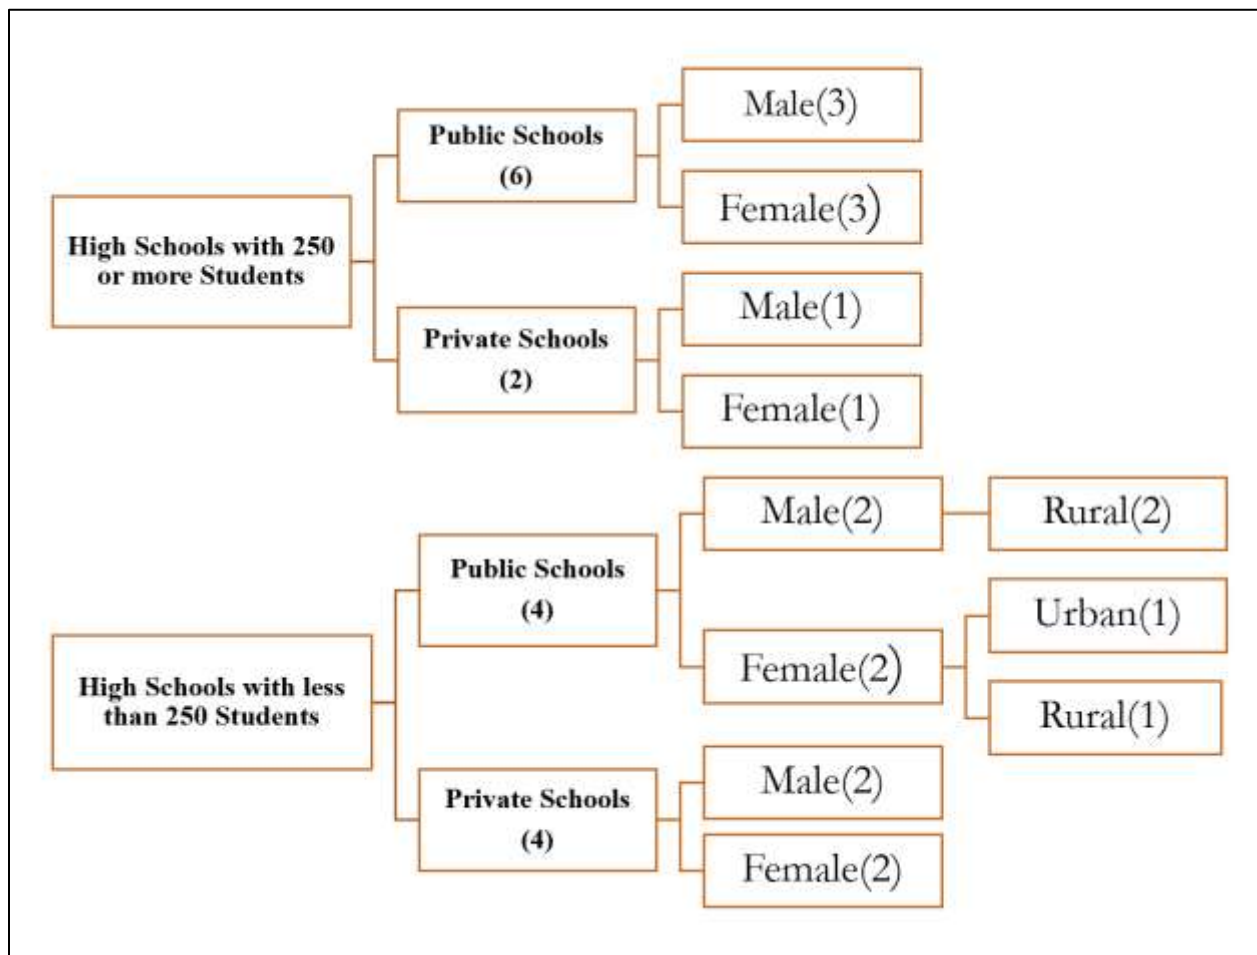 High Schools with 250
or more Students
Public Schools
(6)
Male(3)
Female(3)
Private Schools
(2)
Male(1)
Female(1)
High Schools with less
than 250 Students
Public Schools
(4)
Male(2)
Rural(2)
Female(2)
Urban(1)
Rural(1)
Private Schools
(4)
Male(2)
Female(2)